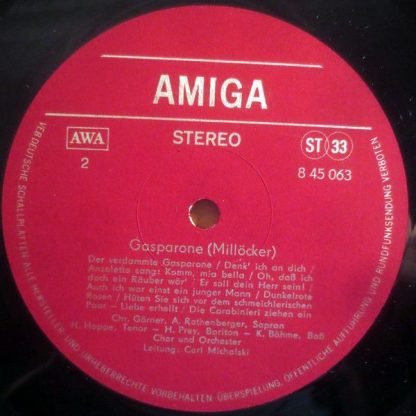 AMIGA
AWA
STEREO
ST 33
2
8 45 063
Gasparone (Millöcker)
Der verdammte Gasparone / Denk' ich an dich /
Anzoletto sang: Komm, mia bella / Oh, daß ich
doch ein Räuber wär' / Er soll dein Herr sein!
Auch ich war einst ein junger Mann / Dunkelrote
Rosen / Hüten Sie sich vor dem schmeichlerischen
Paar – Liebe erhellt / Die Carabinieri ziehen ein
Chr. Görner, A. Rothenberger, Sopran
H. Hoppe, Tenor – H. Prey, Bariton – K. Böhme, Baß
Chor und Orchester
Leitung: Carl Michalski
VEB DEUTSCHE SCHALLPLATTEN ALLE HERSTELLER- UND URHEBERRECHTE VORBEHALTEN ÜBERSPIELUNG, ÖFFENTLICHE AUFFÜHRUNG UND RUNDFUNKSENDUNG VERBOTEN